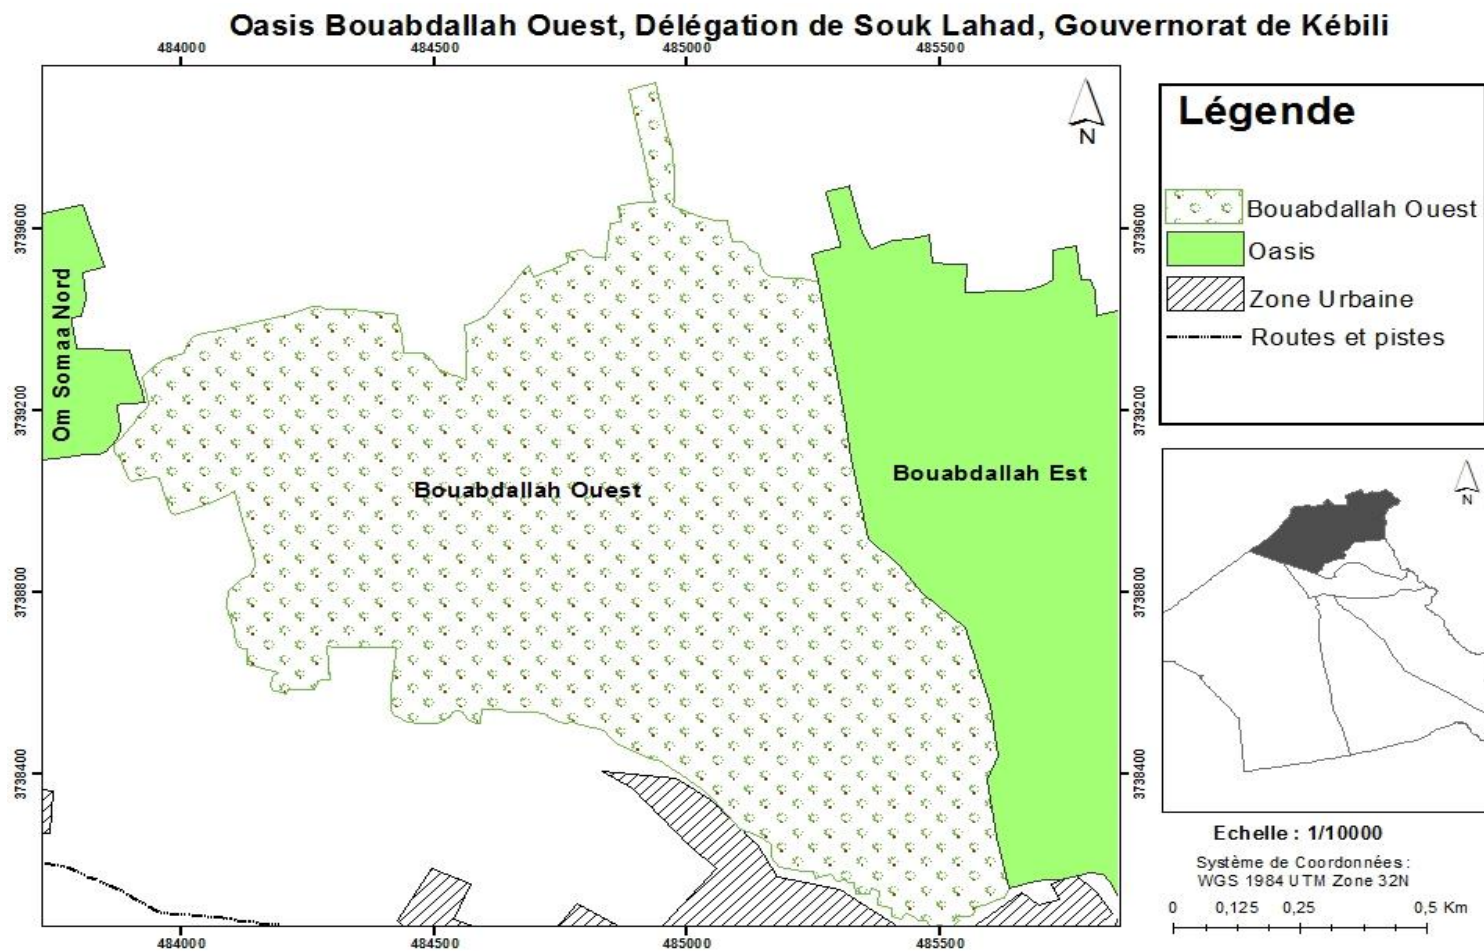 Oasis Bouabdallah Ouest, Délégation de Souk Lahad, Gouvernorat de Kébili
484000 484500 485000 485500
N
3739600
3739200
3738800
3738400
Om Somaa Nord
Bouabdallah Ouest
Bouabdallah Est
3739600
3739200
3738800
3738400
484000 484500 485000 485500
Légende
Bouabdallah Ouest
Oasis
Zone Urbaine
Routes et pistes
N
Echelle : 1/10000
Système de Coordonnées :
WGS 1984 UTM Zone 32N
0 0,125 0,25 0,5 Km